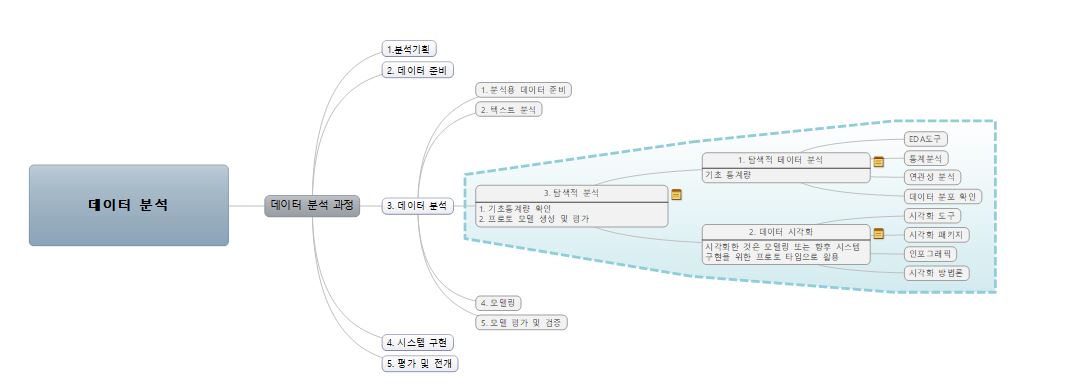 데이터 분석
데이터 분석 과정
1.분석기획
2. 데이터 준비
3. 데이터 분석
1. 분석용 데이터 준비
2. 텍스트 분석
3. 탐색적 분석
1. 기초통계량 확인
2. 프로토 모델 생성 및 평가
1. 탐색적 데이터 분석
기초 통계량
EDA도구
통계분석
연관성 분석
데이터 분포 확인
2. 데이터 시각화
시각화한 것은 모델링 또는 향후 시스템
구현을 위한 프로토 타입으로 활용
시각화 도구
시각화 패키지
인포그래픽
시각화 방법론
4. 모델링
5. 모델 평가 및 검증
4. 시스템 구현
5. 평가 및 전개